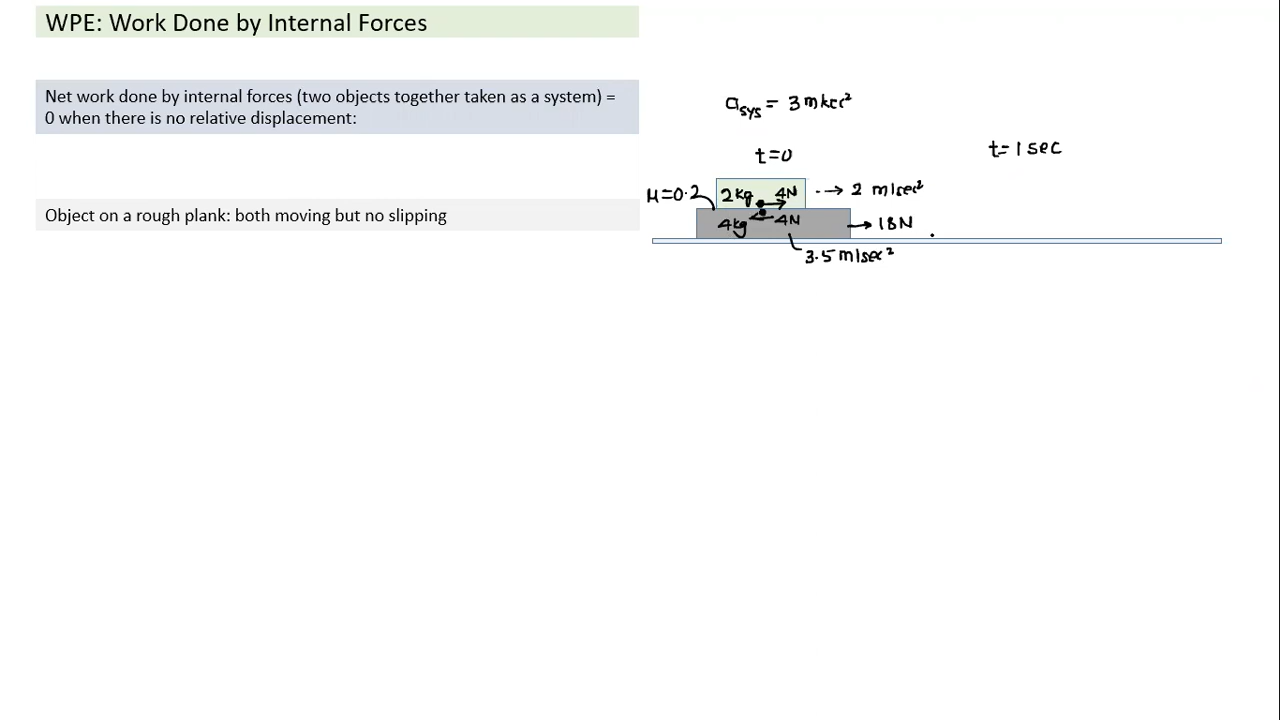 WPE: Work Done by Internal Forces
Net work done by internal forces (two objects together taken as a system) =
0 when there is no relative displacement:
Object on a rough plank: both moving but no slipping
a sys = 3 m/sec²
t=0
t=1 sec
μ=0.2
2kg 4N
→ 2 m/sec²
4kg 4N
→ 18N
3.5 m/sec²